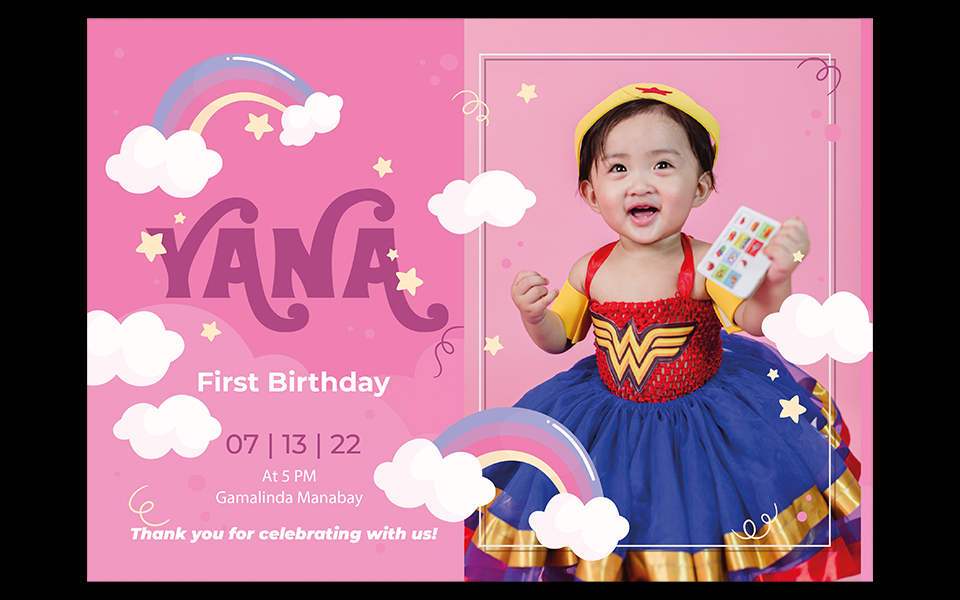 YANA
First Birthday
07 | 13 | 22
At 5 PM
Gamalinda Manabay
Thank you for celebrating with us!